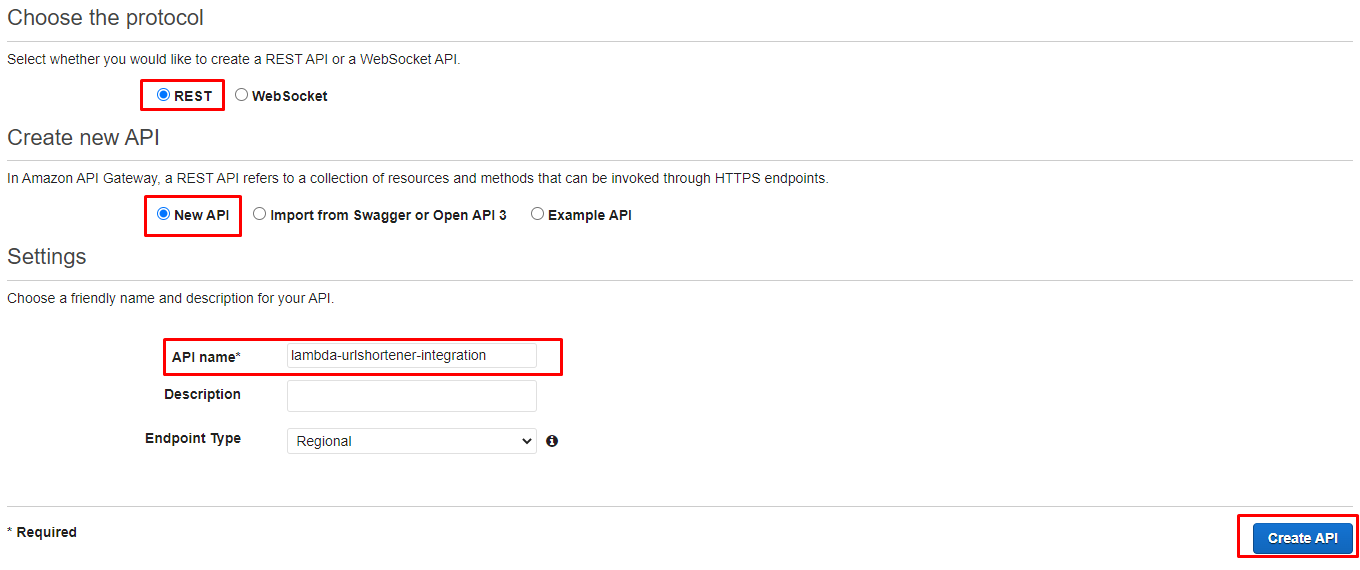 Choose the protocol
Select whether you would like to create a REST API or a WebSocket API.
REST WebSocket
Create new API
In Amazon API Gateway, a REST API refers to a collection of resources and methods that can be invoked through HTTPS endpoints.
New API Import from Swagger or Open API 3 Example API
Settings
Choose a friendly name and description for your API.
API name* lambda-urlshortener-integration
Description
Endpoint Type Regional
* Required
Create API